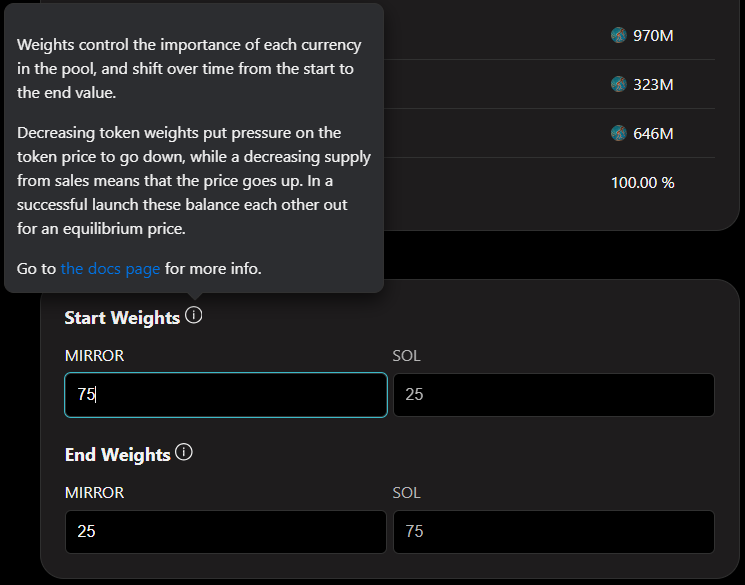 Weights control the importance of each currency
in the pool, and shift over time from the start to
the end value.
Decreasing token weights put pressure on the
token price to go down, while a decreasing supply
from sales means that the price goes up. In a
successful launch these balance each other out
for an equilibrium price.
Go to the docs page for more info.
970M
323M
646M
100.00 %
Start Weights
MIRROR SOL
75 25
End Weights
MIRROR SOL
25 75